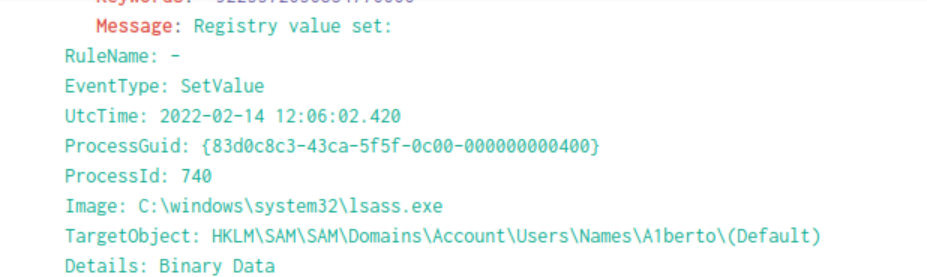 Message: Registry value set:
RuleName: –
EventType: SetValue
UtcTime: 2022-02-14 12:06:02.420
ProcessGuid: {83d0c8c3-43ca-5f5f-0c00-000000000400}
ProcessId: 740
Image: C:\windows\system32\lsass.exe
TargetObject: HKLM\SAM\SAM\Domains\Account\Users\Names\A1berto\(Default)
Details: Binary Data